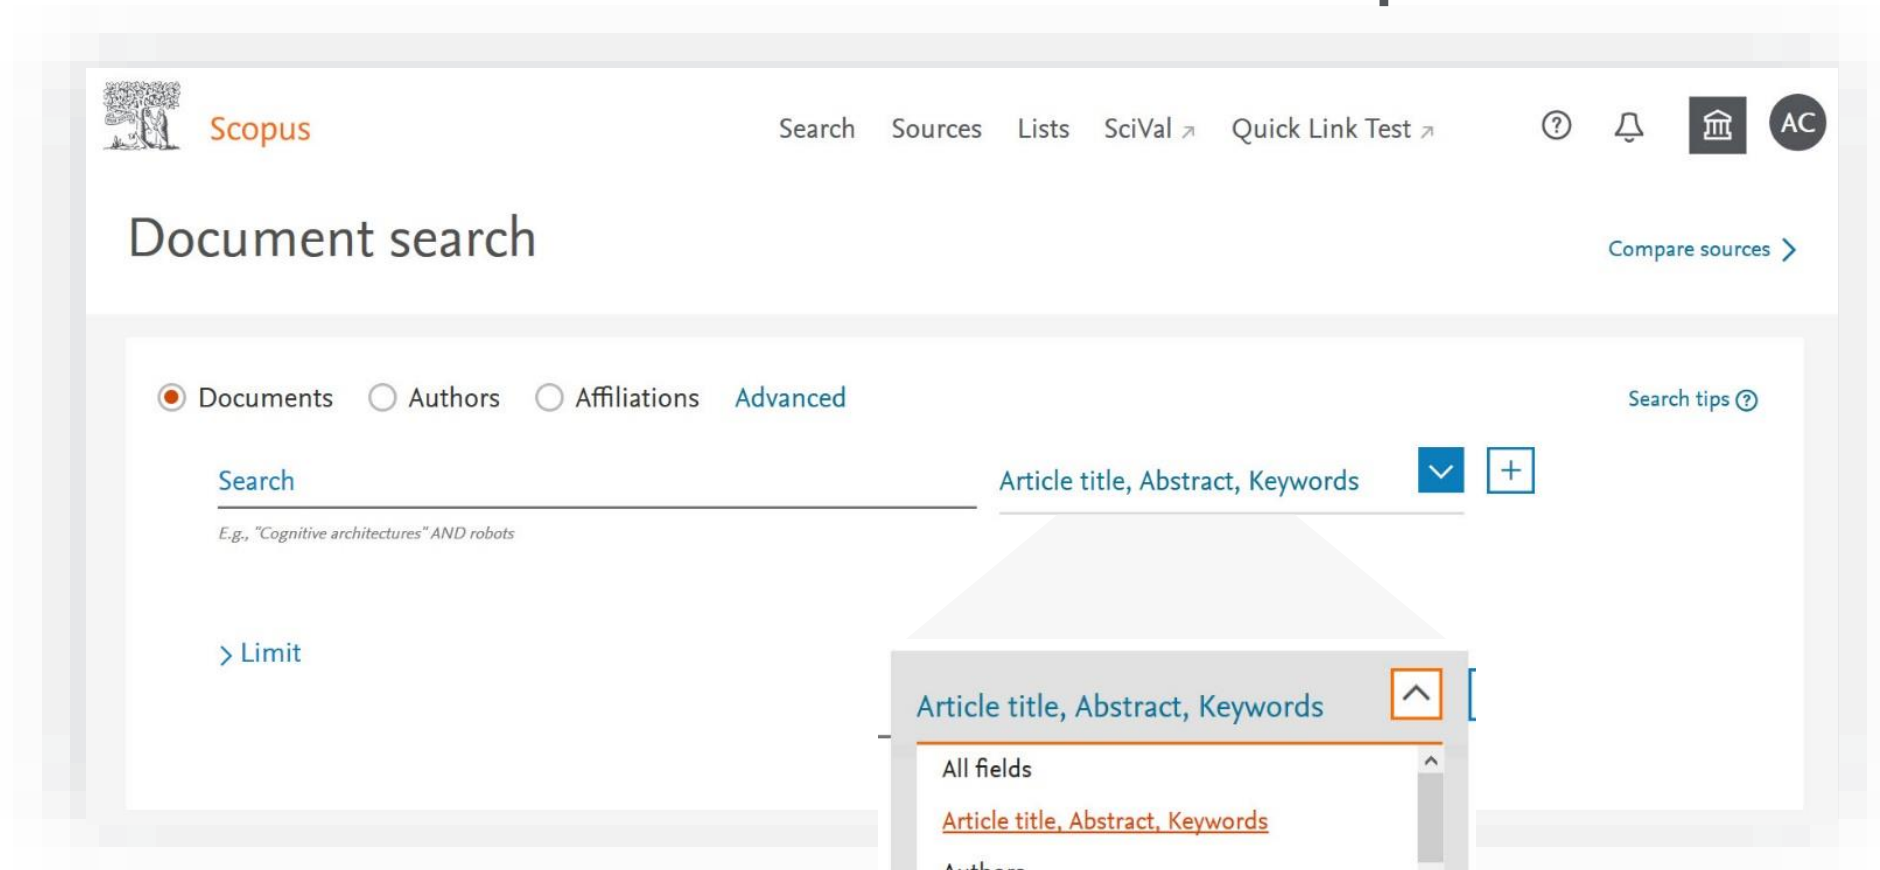 Scopus
Search Sources Lists SciVal Quick Link Test
AC
Document search
Compare sources
Documents Authors Affiliations Advanced
Search tips
Search
Article title, Abstract, Keywords
E.g., "Cognitive architectures" AND robots
Limit
Article title, Abstract, Keywords
All fields
Article title, Abstract, Keywords
Authors